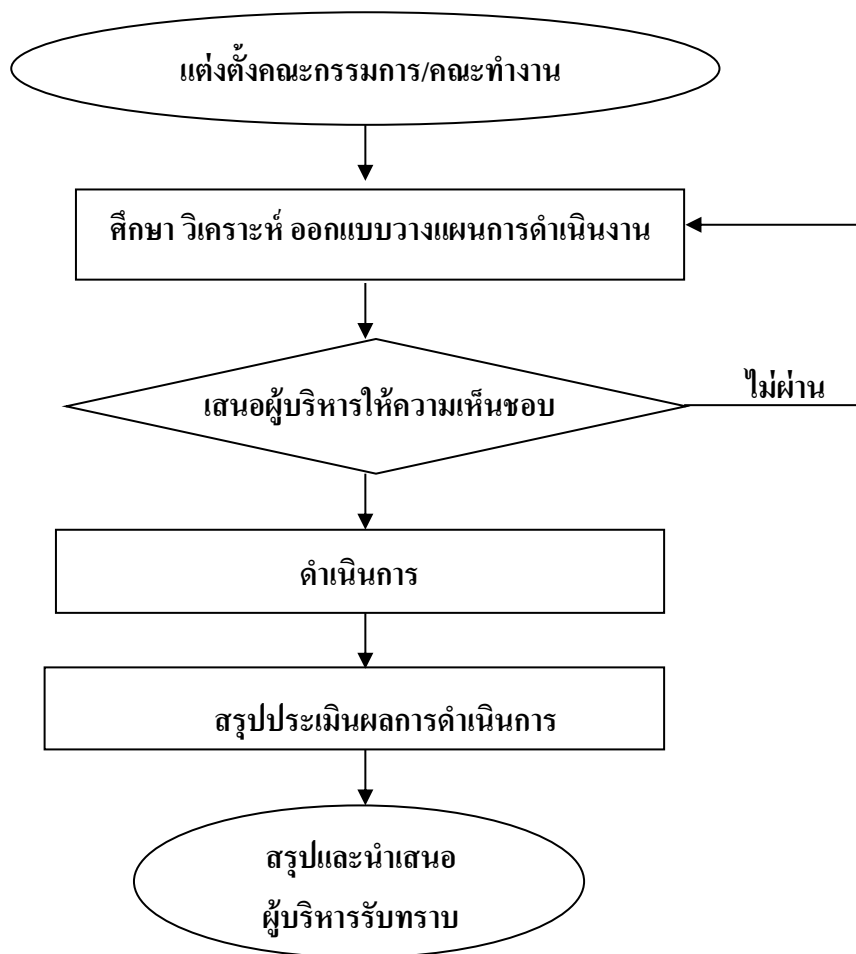 แต่งตั้งคณะกรรมการ/คณะทำงาน
ศึกษา วิเคราะห์ ออกแบบวางแผนการดำเนินงาน
เสนอผู้บริหารให้ความเห็นชอบ
ไม่ผ่าน
ดำเนินการ
สรุปประเมินผลการดำเนินการ
สรุปและนำเสนอ
ผู้บริหารรับทราบ